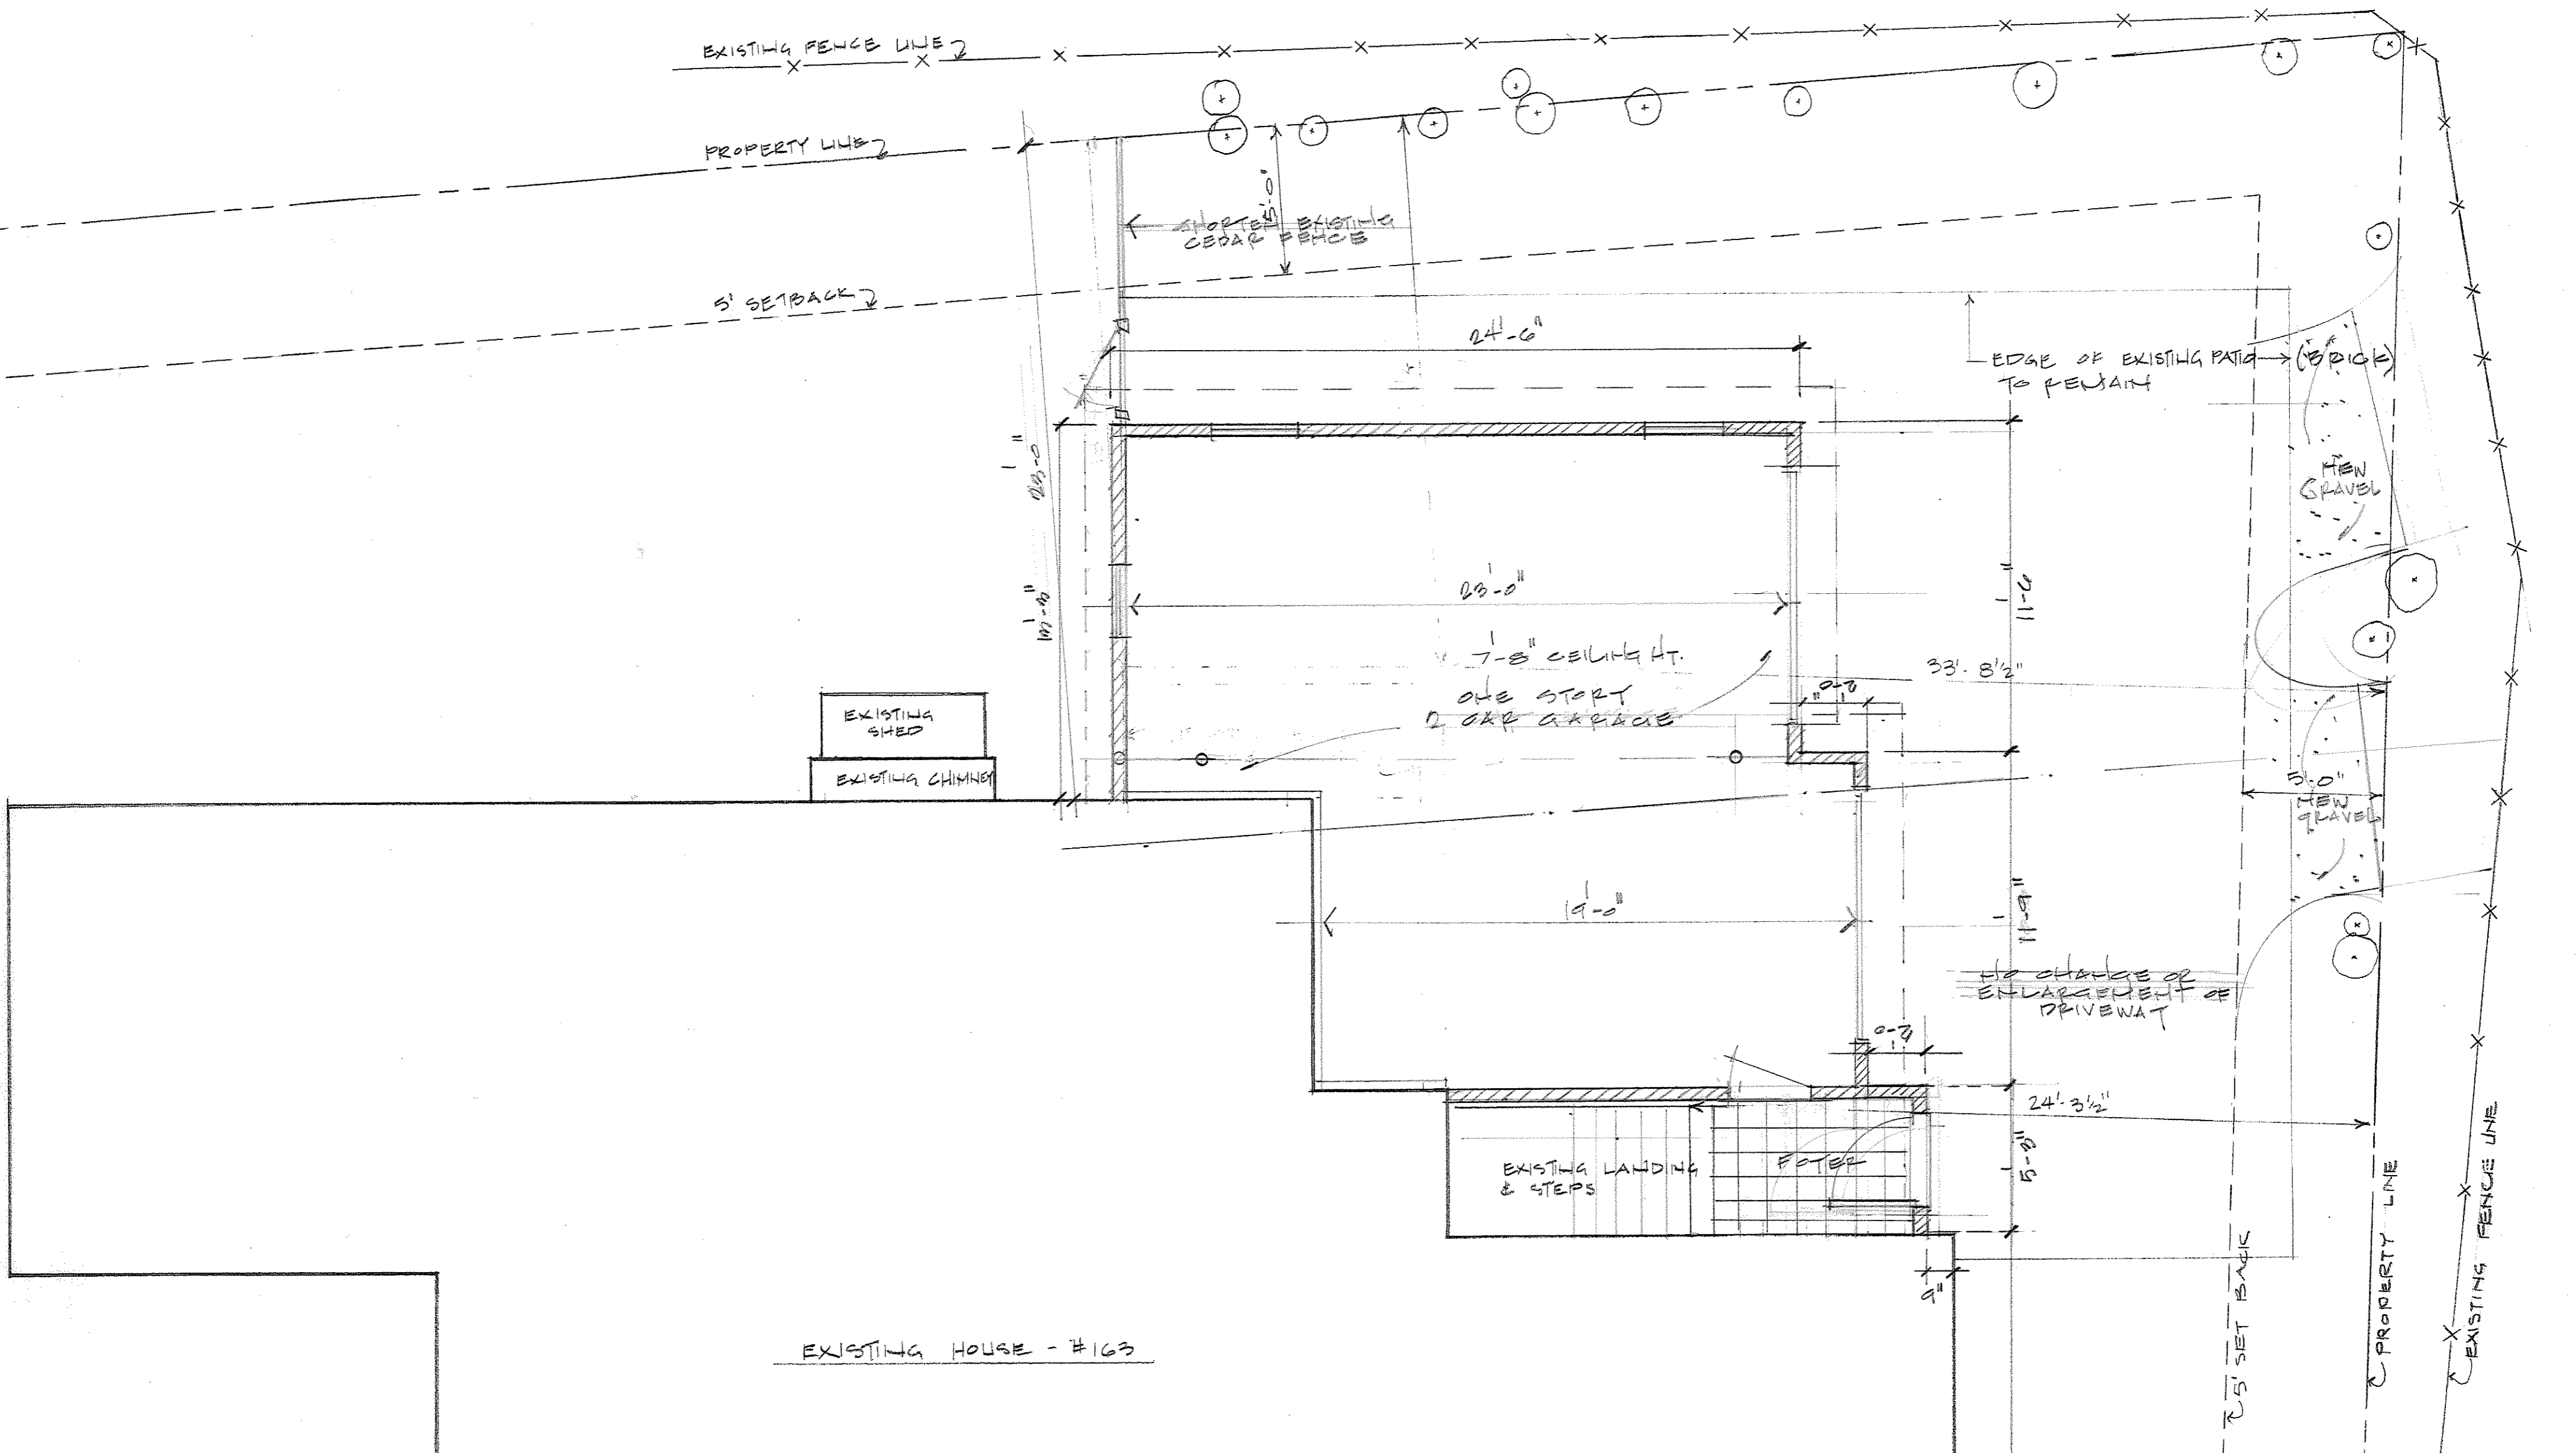 EXISTING FENCE LINE
PROPERTY LINE
5'-0"
SHORTEN EXISTING
CEDAR FENCE
5' SETBACK
24'-6"
EDGE OF EXISTING PATIO (BRICK)
TO REMAIN
NEW
GRAVEL
23'-0"
11'-6"
7'-8" CEILING HT.
ONE STORY
2 CAR GARAGE
33'-8½"
2'-0"
EXISTING
SHED
EXISTING CHIMNEY
5'-0"
NEW
GRAVEL
19'-0"
11'-9"
NO CHANGE OR
ENLARGEMENT OF
DRIVEWAY
2'-0"
24'-3½"
EXISTING LANDING
& STEPS
FOYER
5'-3"
9"
EXISTING HOUSE - #163
5' SET BACK
PROPERTY LINE
EXISTING FENCE LINE